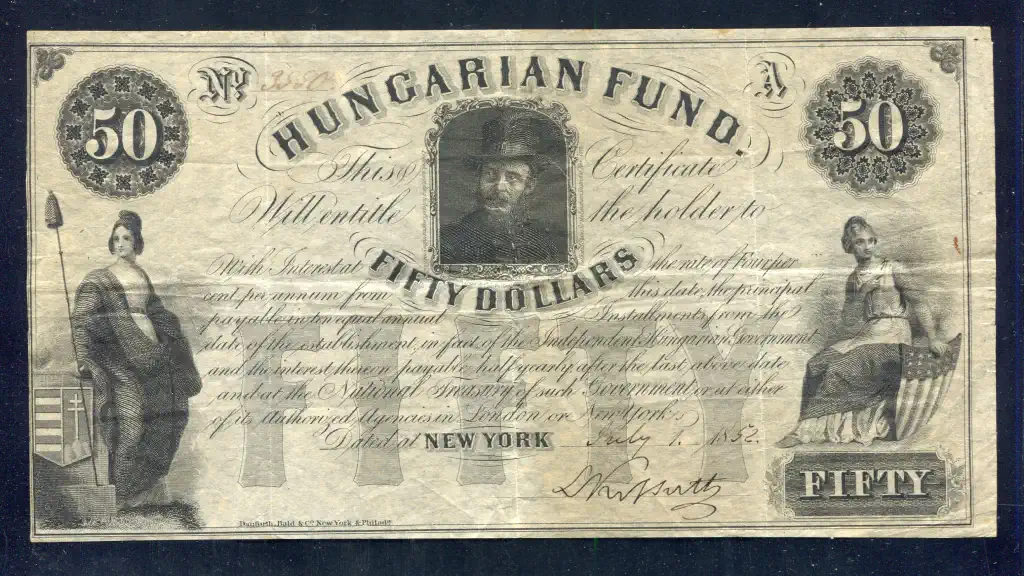 50 No A 50
HUNGARIAN FUND.
This Certificate
Will entitle the holder to
FIFTY DOLLARS
With Interest at the rate of Four per
cent per annum from this date, the principal
payable in ten equal annual Installments, from the
date of the establishment, in fact, of the Independent Hungarian Government
and the interest thereon payable half yearly after the last above date
and at the National Treasury of such Government or at either
of its Authorized Agencies in London or New York.
FIFTY
Dated at NEW YORK July 1. 1852.
L Kossuth
FIFTY
Danforth, Bald & Co. New York & Philada